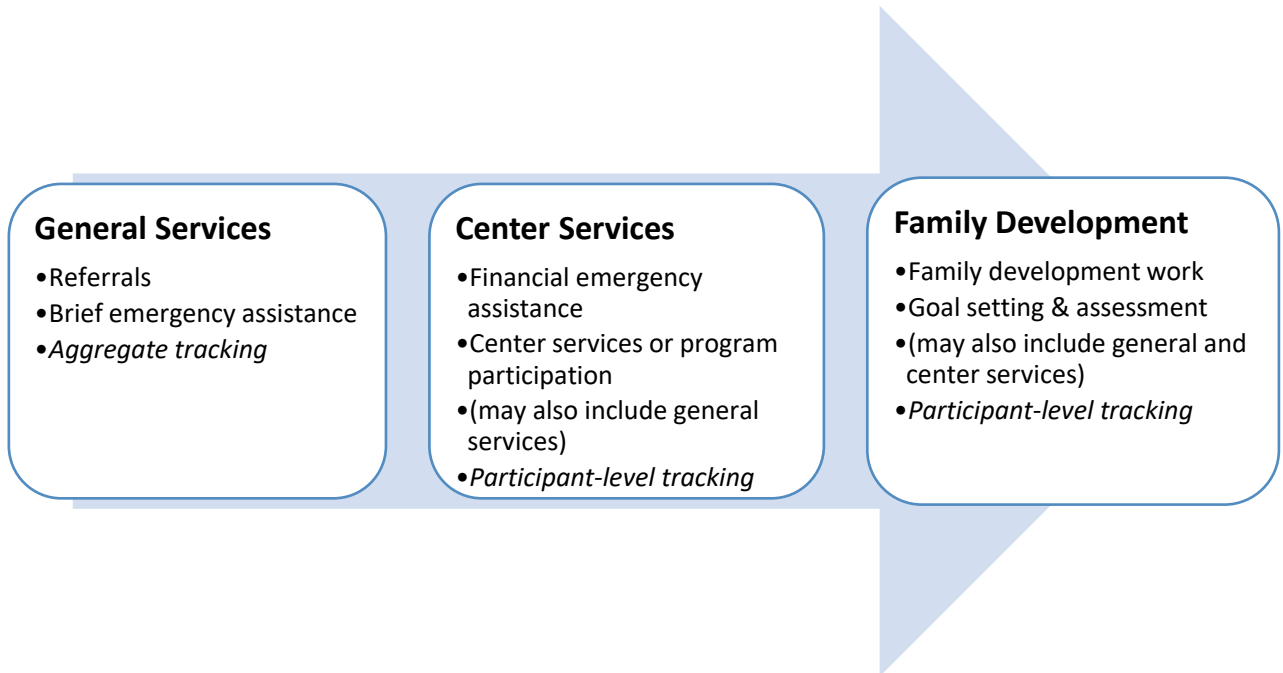 General Services
•Referrals
•Brief emergency assistance
•Aggregate tracking
Center Services
•Financial emergency
assistance
•Center services or program
participation
•(may also include general
services)
•Participant-level tracking
Family Development
•Family development work
•Goal setting & assessment
•(may also include general and
center services)
•Participant-level tracking